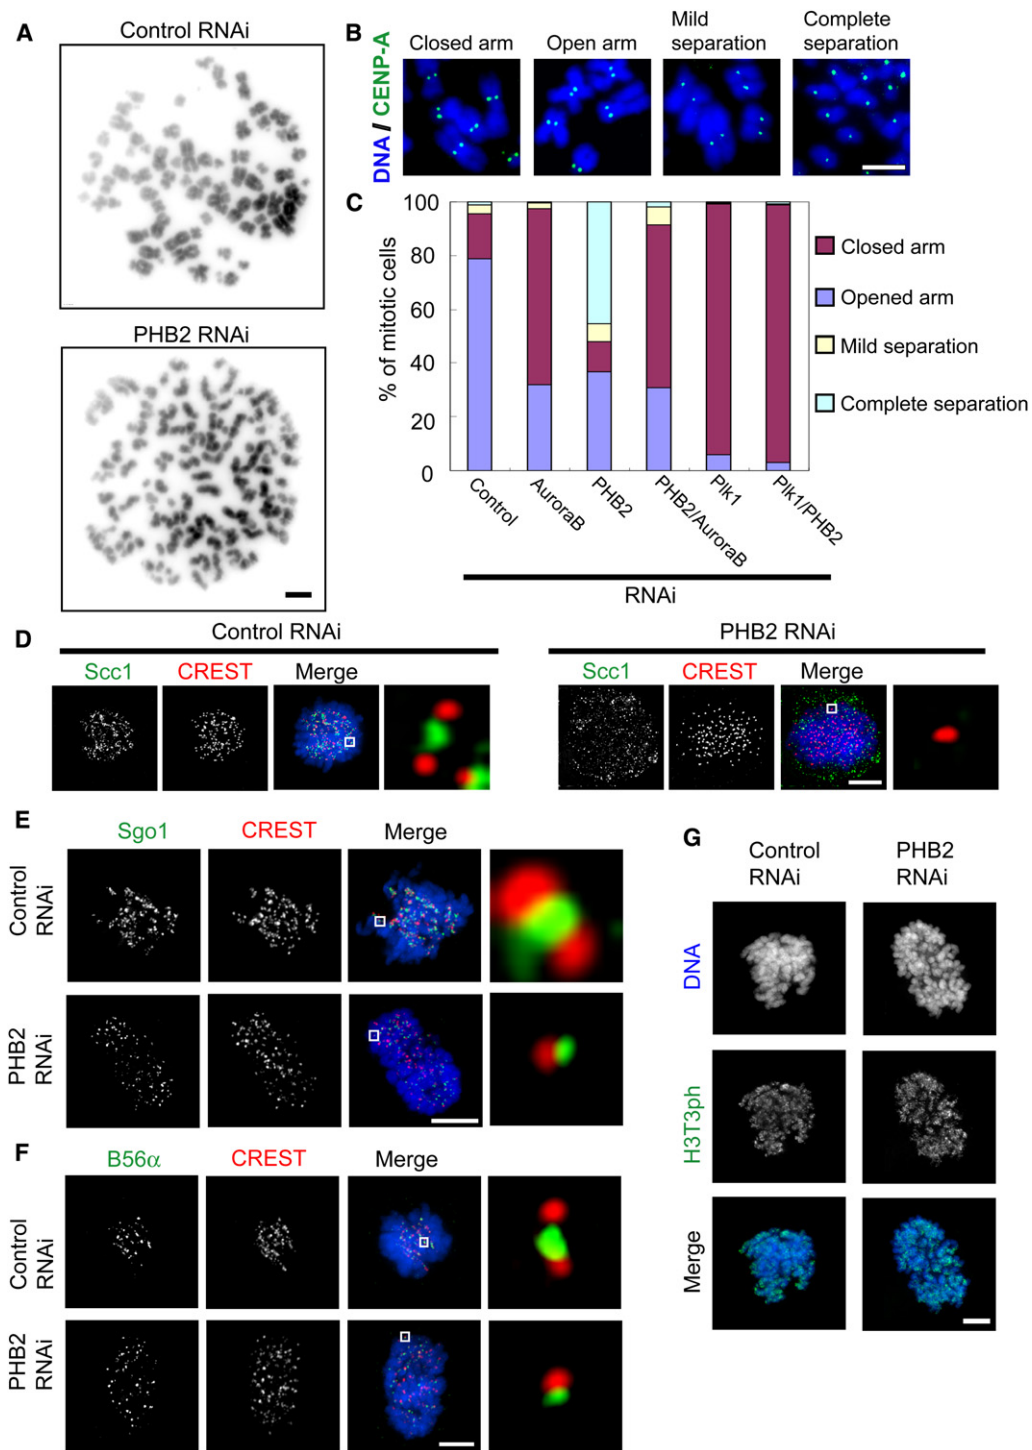 A
Control RNAi
PHB2 RNAi
B
DNA / CENP-A
Closed arm
Open arm
Mild
separation
Complete
separation
C
% of mitotic cells
100
80
60
40
20
0
Control
AuroraB
PHB2
PHB2/AuroraB
Plk1
Plk1/PHB2
RNAi
Closed arm
Opened arm
Mild separation
Complete separation
D
Control RNAi
Scc1 CREST Merge
PHB2 RNAi
Scc1 CREST Merge
E
Sgo1 CREST Merge
Control
RNAi
PHB2
RNAi
F
B56α CREST Merge
Control
RNAi
PHB2
RNAi
G
Control
RNAi
PHB2
RNAi
DNA
H3T3ph
Merge